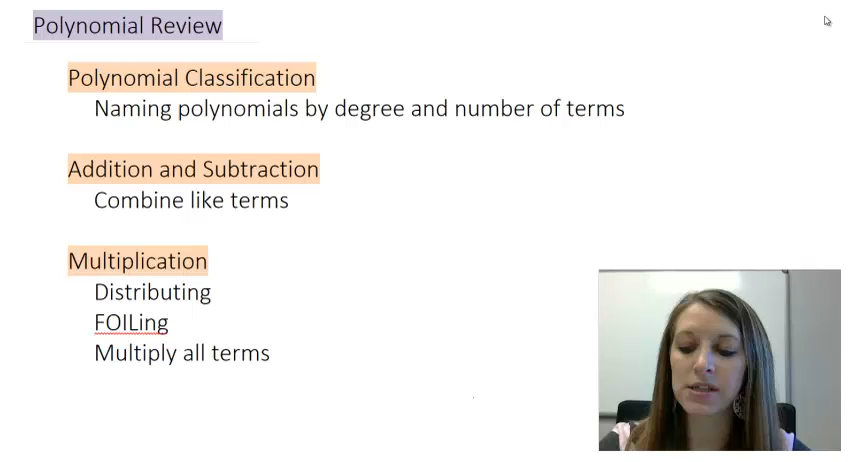 Polynomial Review
Polynomial Classification
Naming polynomials by degree and number of terms
Addition and Subtraction
Combine like terms
Multiplication
Distributing
FOILing
Multiply all terms